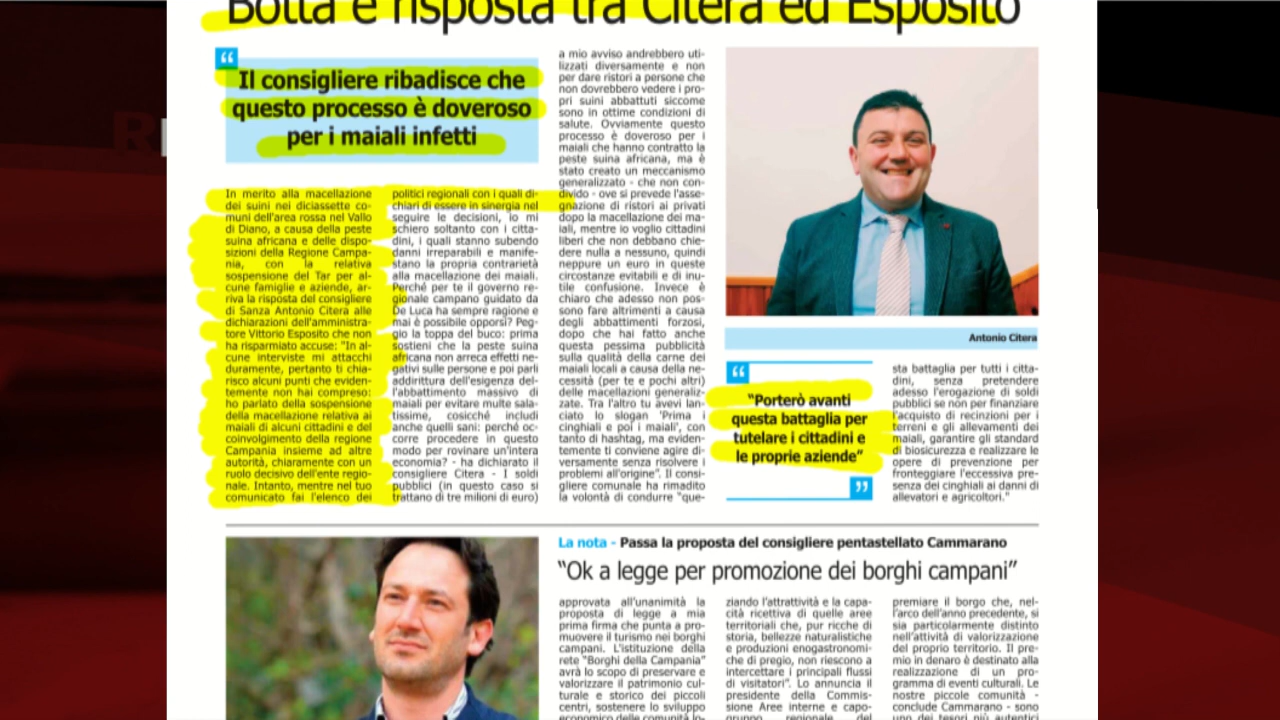 Botta e risposta tra Citera ed Esposito
“
Il consigliere ribadisce che
questo processo è doveroso
per i maiali infetti
In merito alla macellazione
dei suini nei diciassette co-
muni dell'area rossa nel Vallo
di Diano, a causa della peste
suina africana e delle dispo-
sizioni della Regione Campa-
nia, con la relativa
sospensione del Tar per al-
cune famiglie e aziende, ar-
riva la risposta del consigliere
di Sanza Antonio Citera alle
dichiarazioni dell'amministra-
tore Vittorio Esposito che non
ha risparmiato accuse: "In al-
cune interviste mi attacchi
duramente, pertanto ti chia-
risco alcuni punti che eviden-
temente non hai compreso:
ho parlato della sospensione
della macellazione relativa ai
maiali di alcuni cittadini e del
coinvolgimento della regione
Campania insieme ad altre
autorità, chiaramente con un
ruolo decisivo dell'ente regio-
nale. Intanto, mentre nel tuo
comunicato fai l'elenco dei
politici regionali con i quali di-
chiari di essere in sinergia nel
seguire le decisioni, io mi
schiero soltanto con i citta-
dini, i quali stanno subendo
danni irreparabili e manife-
stano la propria contrarietà
alla macellazione dei maiali.
Perché per te il governo re-
gionale campano guidato da
De Luca ha sempre ragione e
mai è possibile opporsi? Peg-
gio la toppa del buco: prima
sostieni che la peste suina
africana non arreca effetti ne-
gativi sulle persone e poi parli
addirittura dell'esigenza del-
l'abbattimento massivo di
maiali per evitare multe sala-
tissime, cosicché includi
anche quelli sani: perché oc-
corre procedere in questo
modo per rovinare un'intera
economia? - ha dichiarato il
consigliere Citera - I soldi
pubblici (in questo caso si
trattano di tre milioni di euro)
a mio avviso andrebbero uti-
lizzati diversamente e non
per dare ristori a persone che
non dovrebbero vedere i pro-
pri suini abbattuti siccome
sono in ottime condizioni di
salute. Ovviamente questo
processo è doveroso per i
maiali che hanno contratto la
peste suina africana, ma è
stato creato un meccanismo
generalizzato - che non con-
divido - ove si prevede l'asse-
gnazione di ristori ai privati
dopo la macellazione dei ma-
iali, mentre io voglio cittadini
liberi che non debbano chie-
dere nulla a nessuno, quindi
neppure un euro in queste
circostanze evitabili e di inu-
tile confusione. Invece è
chiaro che adesso non pos-
sono fare altrimenti a causa
degli abbattimenti forzosi,
dopo che hai fatto anche
questa pessima pubblicità
sulla qualità della carne dei
maiali locali a causa della ne-
cessità (per te e pochi altri)
delle macellazioni generaliz-
zate. Tra l'altro tu avevi lan-
ciato lo slogan 'Prima i
cinghiali e poi i maiali', con
tanto di hashtag, ma eviden-
temente ti conviene agire di-
versamente senza risolvere i
problemi all'origine". Il consi-
gliere comunale ha rimadito
la volontà di condurre "que-
Antonio Citera
“
“Porterò avanti
questa battaglia per
tutelare i cittadini e
le proprie aziende”
”
sta battaglia per tutti i citta-
dini, senza pretendere
adesso l'erogazione di soldi
pubblici se non per finanziare
l'acquisto di recinzioni per i
terreni e gli allevamenti dei
maiali, garantire gli standard
di biosicurezza e realizzare le
opere di prevenzione per
fronteggiare l'eccessiva pre-
senza dei cinghiali ai danni di
allevatori e agricoltori."
La nota - Passa la proposta del consigliere pentastellato Cammarano
“Ok a legge per promozione dei borghi campani”
approvata all'unanimità la
proposta di legge a mia
prima firma che punta a pro-
muovere il turismo nei borghi
campani. L'istituzione della
rete "Borghi della Campania"
avrà lo scopo di preservare e
valorizzare il patrimonio cul-
turale e storico dei piccoli
centri, sostenere lo sviluppo
economico delle comunità lo-
ziando l'attrattività e la capa-
cità ricettiva di quelle aree
territoriali che, pur ricche di
storia, bellezze naturalistiche
e produzioni enogastronomi-
che di pregio, non riescono a
intercettare i principali flussi
di visitatori". Lo annuncia il
presidente della Commis-
sione Aree interne e capo-
gruppo regionale del
premiare il borgo che, nel-
l'arco dell'anno precedente, si
sia particolarmente distinto
nell'attività di valorizzazione
del proprio territorio. Il pre-
mio in denaro è destinato alla
realizzazione di un pro-
gramma di eventi culturali. Le
nostre piccole comunità -
conclude Cammarano - sono
uno dei tesori più autentici